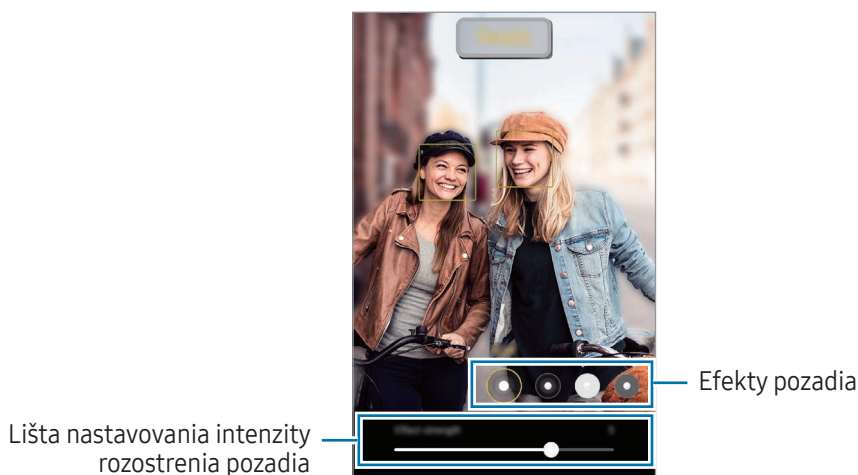 Efekty pozadia
Lišta nastavovania intenzity
rozostrenia pozadia